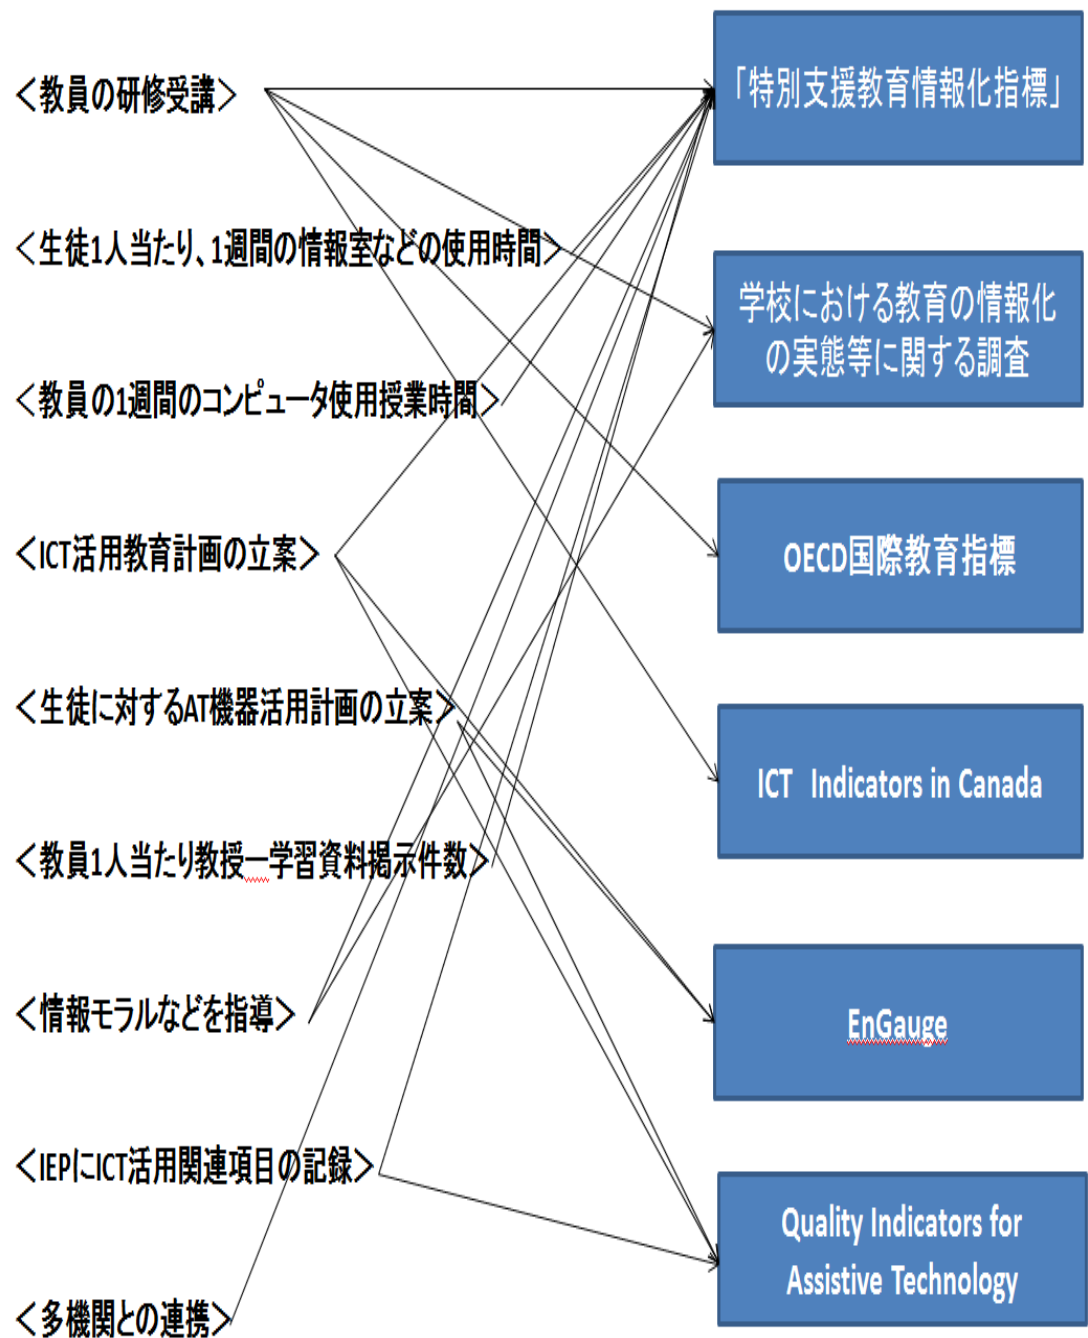 ＜教員の研修受講＞
＜生徒1人当たり、1週間の情報室などの使用時間＞
＜教員の1週間のコンピュータ使用授業時間＞
＜ICT活用教育計画の立案＞
＜生徒に対するAT機器活用計画の立案＞
＜教員1人当たり教授―学習資料掲示件数＞
＜情報モラルなどを指導＞
＜IEPにICT活用関連項目の記録＞
＜多機関との連携＞
「特別支援教育情報化指標」
学校における教育の情報化
の実態等に関する調査
OECD国際教育指標
ICT Indicators in Canada
EnGauge
Quality Indicators for
Assistive Technology